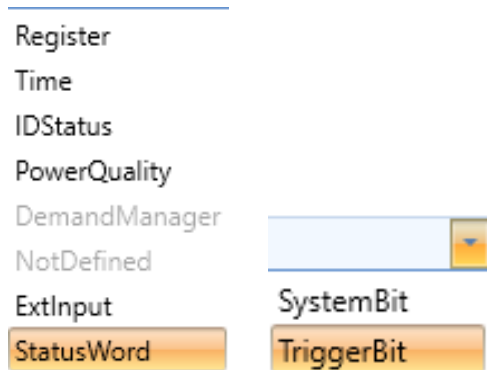 Register
Time
IDStatus
PowerQuality
DemandManager
NotDefined
ExtInput
StatusWord
SystemBit
TriggerBit